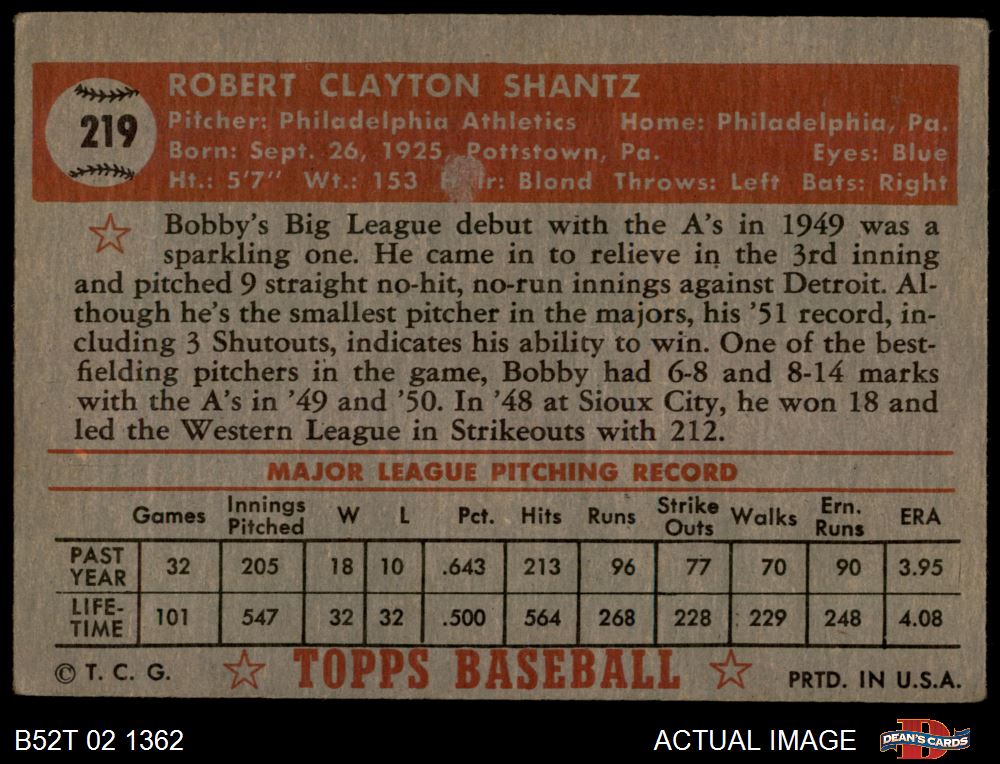 219
ROBERT CLAYTON SHANTZ
Pitcher: Philadelphia Athletics Home: Philadelphia, Pa.
Born: Sept. 26, 1925, Pottstown, Pa. Eyes: Blue
Ht.: 5'7" Wt.: 153 Hair: Blond Throws: Left Bats: Right
Bobby's Big League debut with the A's in 1949 was a
sparkling one. He came in to relieve in the 3rd inning
and pitched 9 straight no-hit, no-run innings against Detroit. Al-
though he's the smallest pitcher in the majors, his '51 record, in-
cluding 3 Shutouts, indicates his ability to win. One of the best-
fielding pitchers in the game, Bobby had 6-8 and 8-14 marks
with the A's in '49 and '50. In '48 at Sioux City, he won 18 and
led the Western League in Strikeouts with 212.
MAJOR LEAGUE PITCHING RECORD
Games Innings Pitched W L Pct. Hits Runs Strike Outs Walks Ern. Runs ERA
PAST YEAR 32 205 18 10 .643 213 96 77 70 90 3.95
LIFE-TIME 101 547 32 32 .500 564 268 228 229 248 4.08
© T. C. G. TOPPS BASEBALL PRTD. IN U.S.A.
B52T 02 1362 ACTUAL IMAGE DEAN'S CARDS